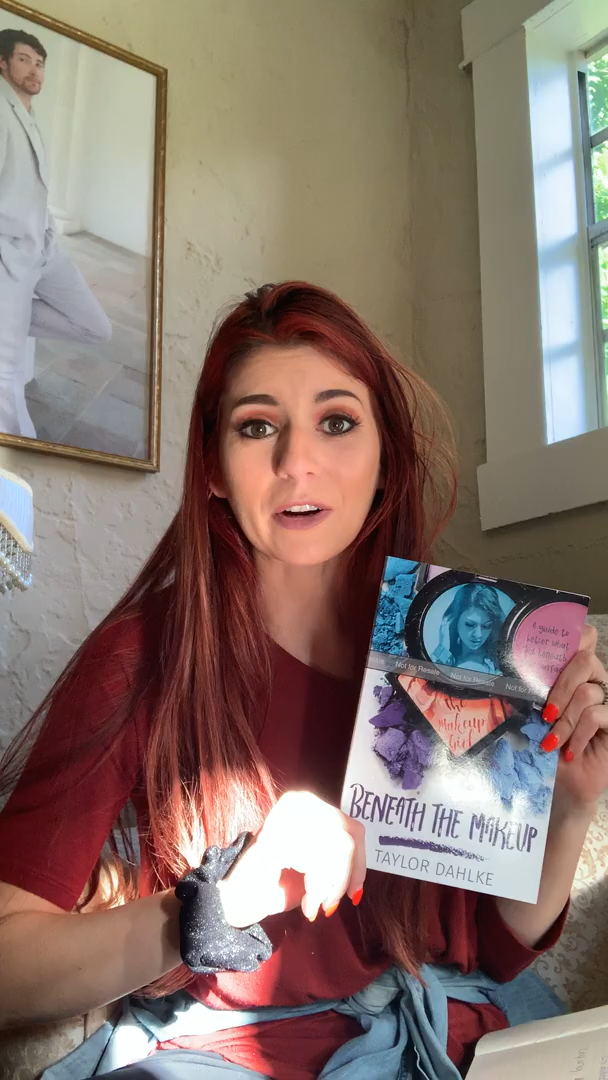 A guide to
better what
lies beneath
Not for Resale
Not for Resale
Not for
the
makeup
Girl
BENEATH THE MAKEUP
TAYLOR DAHLKE